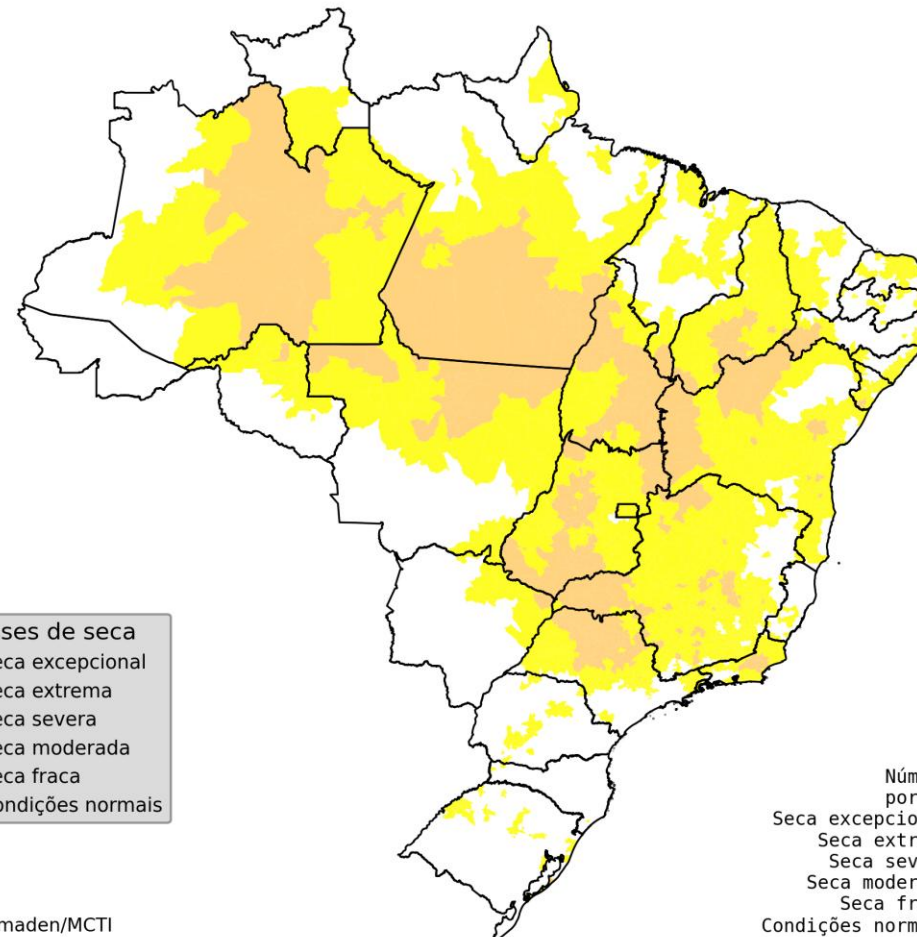 ses de seca
eca excepcional
eca extrema
eca severa
eca moderada
eca fraca
ondições normais
maden/MCTI
Núm
por
Seca excepcio
Seca extr
Seca sev
Seca moder
Seca fr
Condições norm